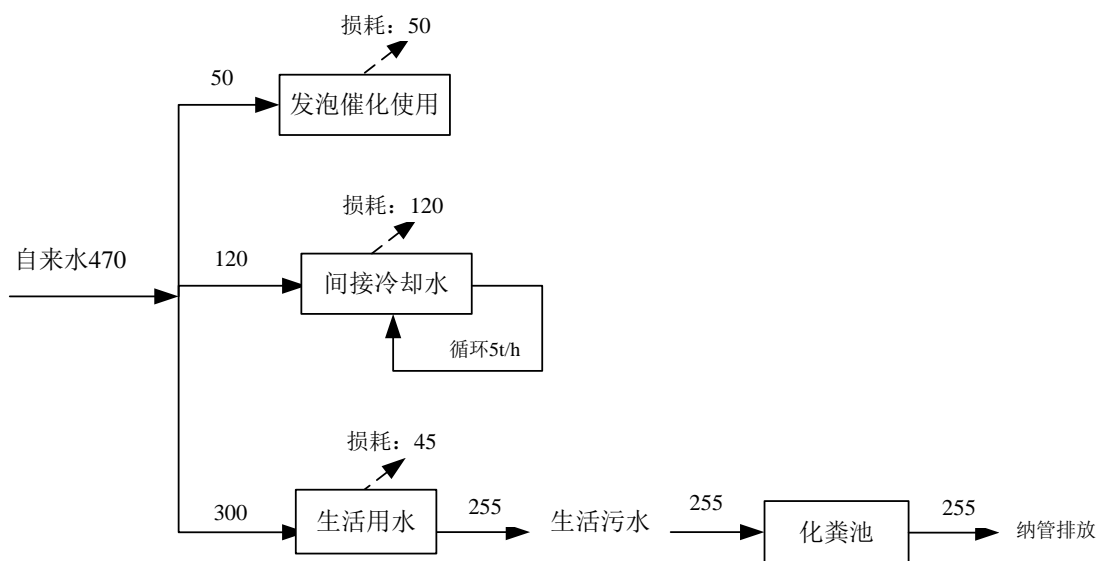 损耗：50
50
发泡催化使用
损耗：120
自来水470
120
间接冷却水
循环5t/h
损耗：45
300
生活用水
255
生活污水
255
化粪池
255
纳管排放